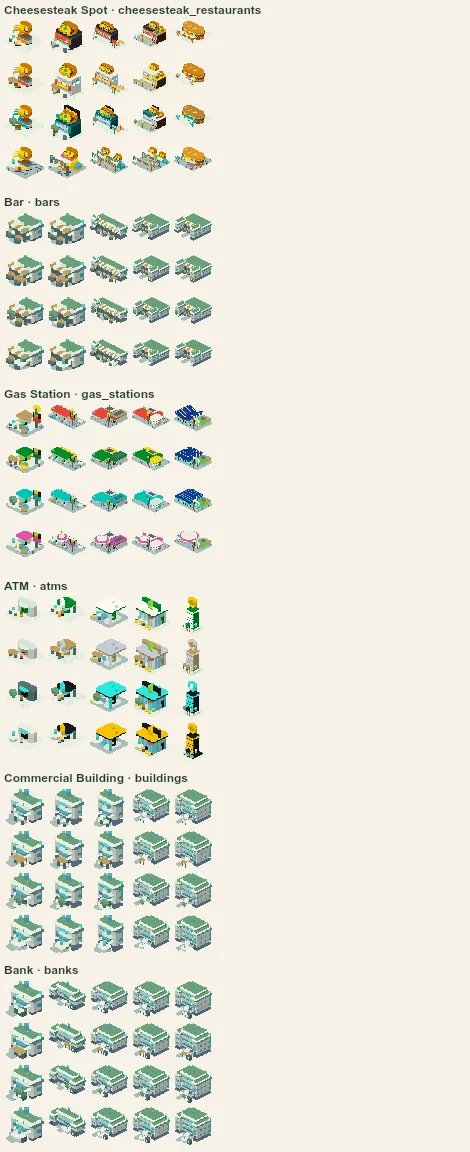 Cheesesteak Spot · cheesesteak_restaurants
Bar · bars
Gas Station · gas_stations
ATM · atms
Commercial Building · buildings
Bank · banks